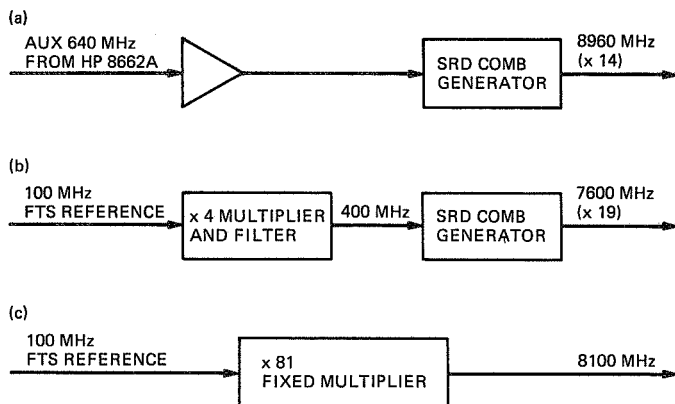 (a)
AUX 640 MHz
FROM HP 8662A
SRD COMB
GENERATOR
8960 MHz
(x 14)
(b)
100 MHz
FTS REFERENCE
x 4 MULTIPLIER
AND FILTER
400 MHz
SRD COMB
GENERATOR
7600 MHz
(x 19)
(c)
100 MHz
FTS REFERENCE
x 81
FIXED MULTIPLIER
8100 MHz